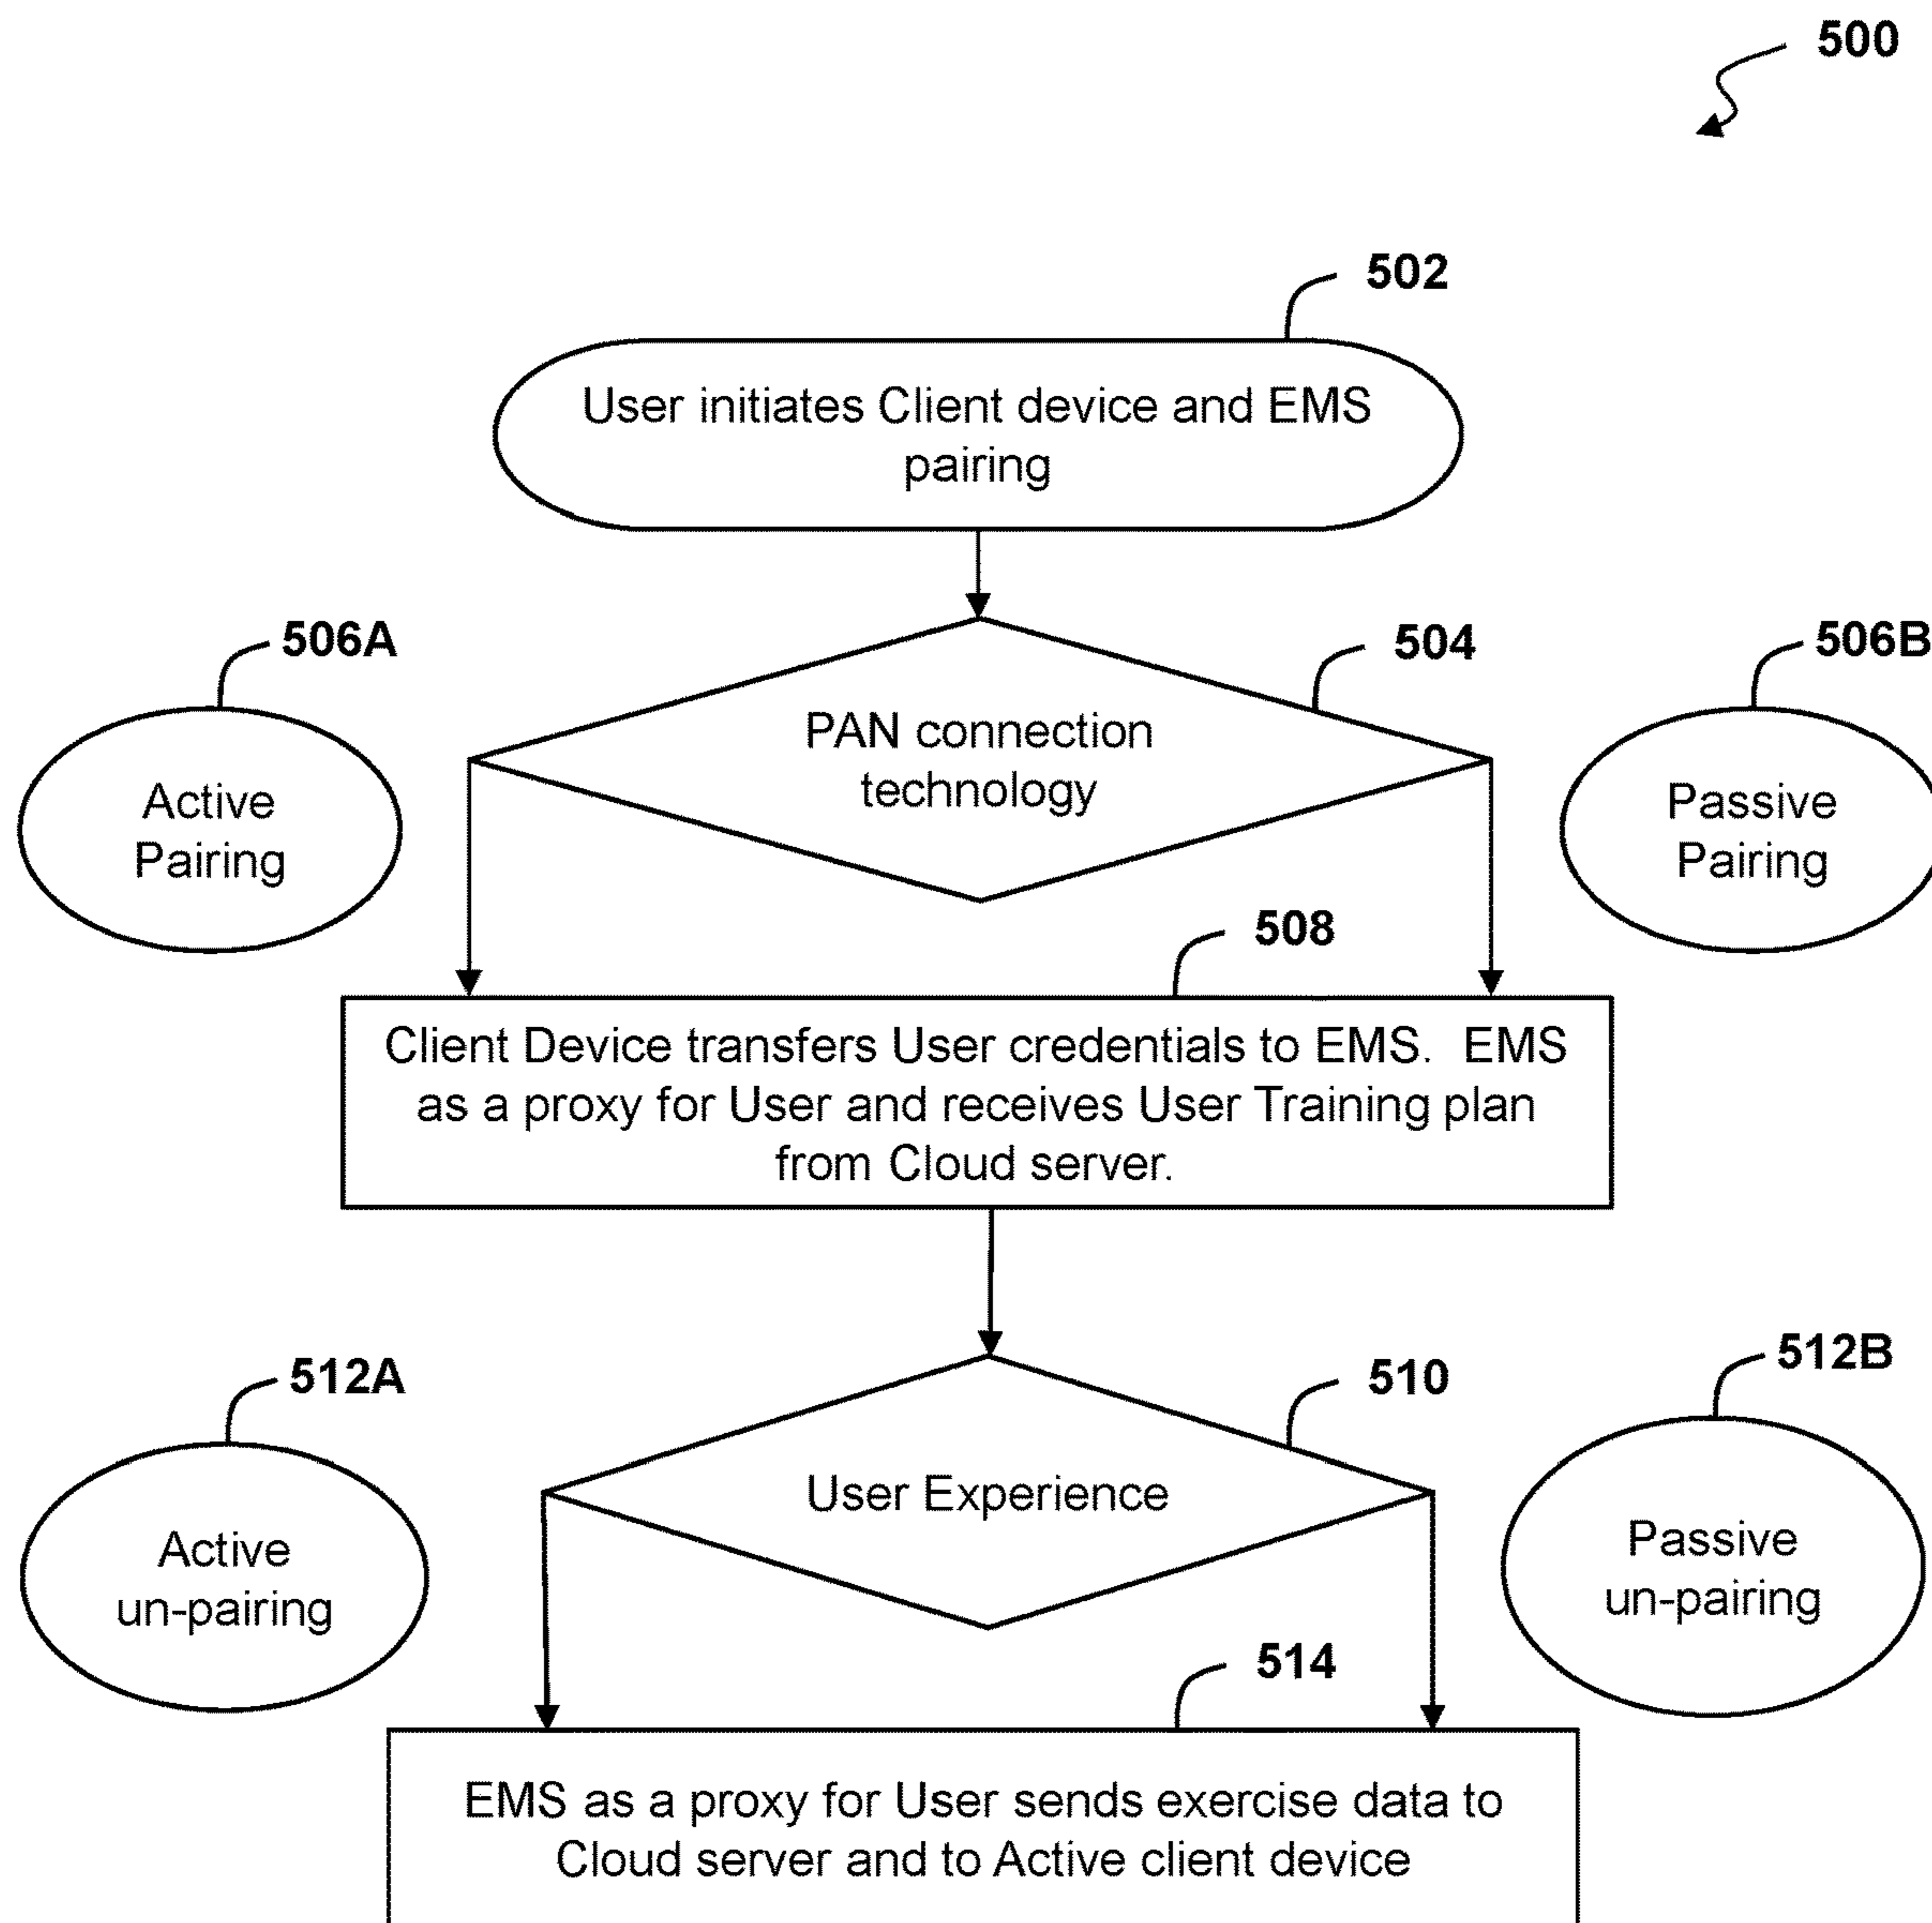 500
502
User initiates Client device and EMS
pairing
506A
504
506B
PAN connection
technology
Active
Pairing
Passive
Pairing
508
Client Device transfers User credentials to EMS.  EMS
as a proxy for User and receives User Training plan
from Cloud server.
512A
510
512B
User Experience
Active
un-pairing
Passive
un-pairing
514
EMS as a proxy for User sends exercise data to
Cloud server and to Active client device